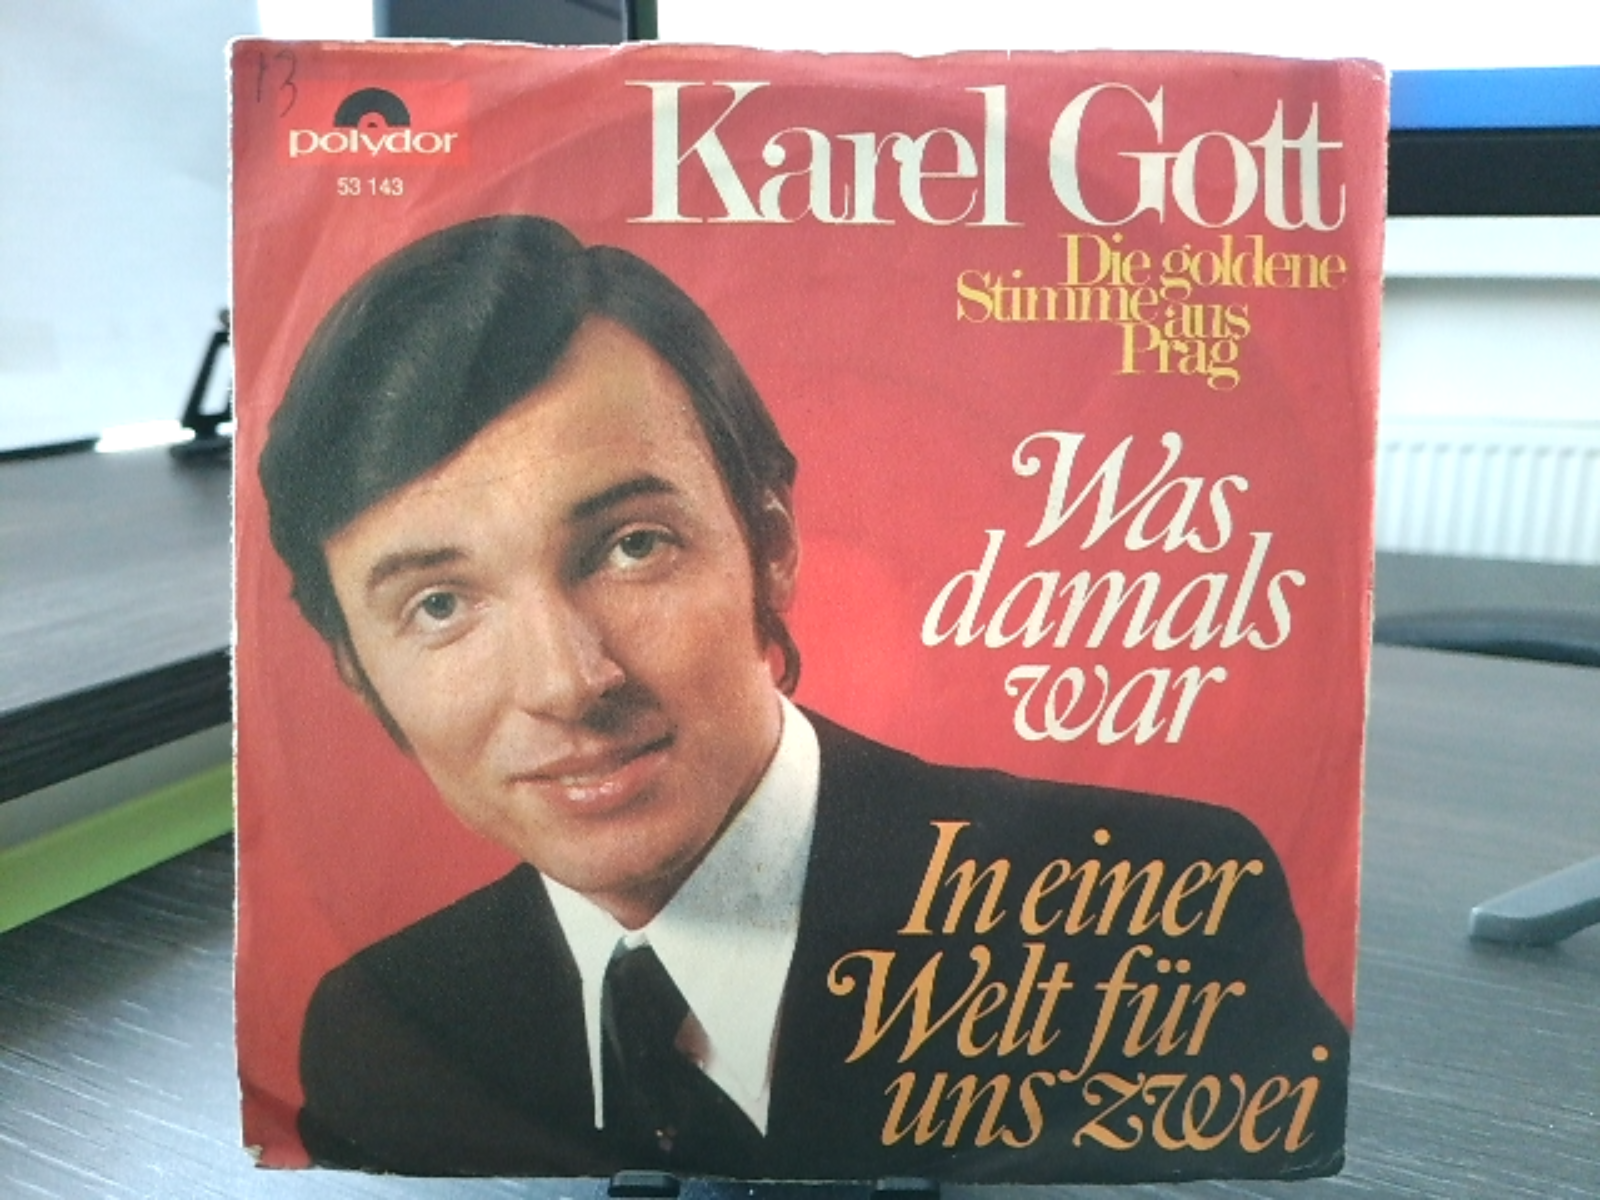 13
polydor
53 143
Karel Gott
Die goldene
Stimme aus
Prag
Was
damals
war
In einer
Welt für
uns zwei